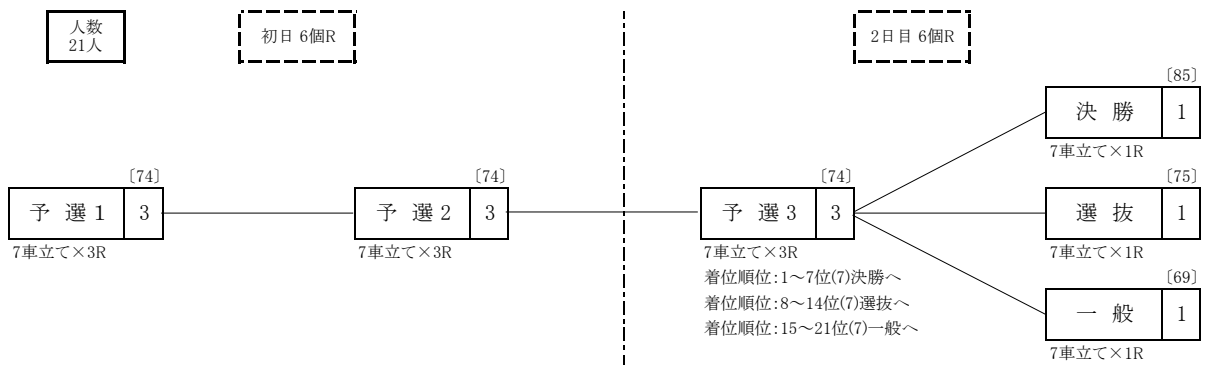 人数
21人
初日 6個R
2日目 6個R
〔85〕
決 勝 1
7車立て×1R
〔74〕
予 選 1 3
7車立て×3R
〔74〕
予 選 2 3
7車立て×3R
〔74〕
予 選 3 3
7車立て×3R
着位順位:1～7位(7)決勝へ
着位順位:8～14位(7)選抜へ
着位順位:15～21位(7)一般へ
〔75〕
選 抜 1
7車立て×1R
〔69〕
一 般 1
7車立て×1R